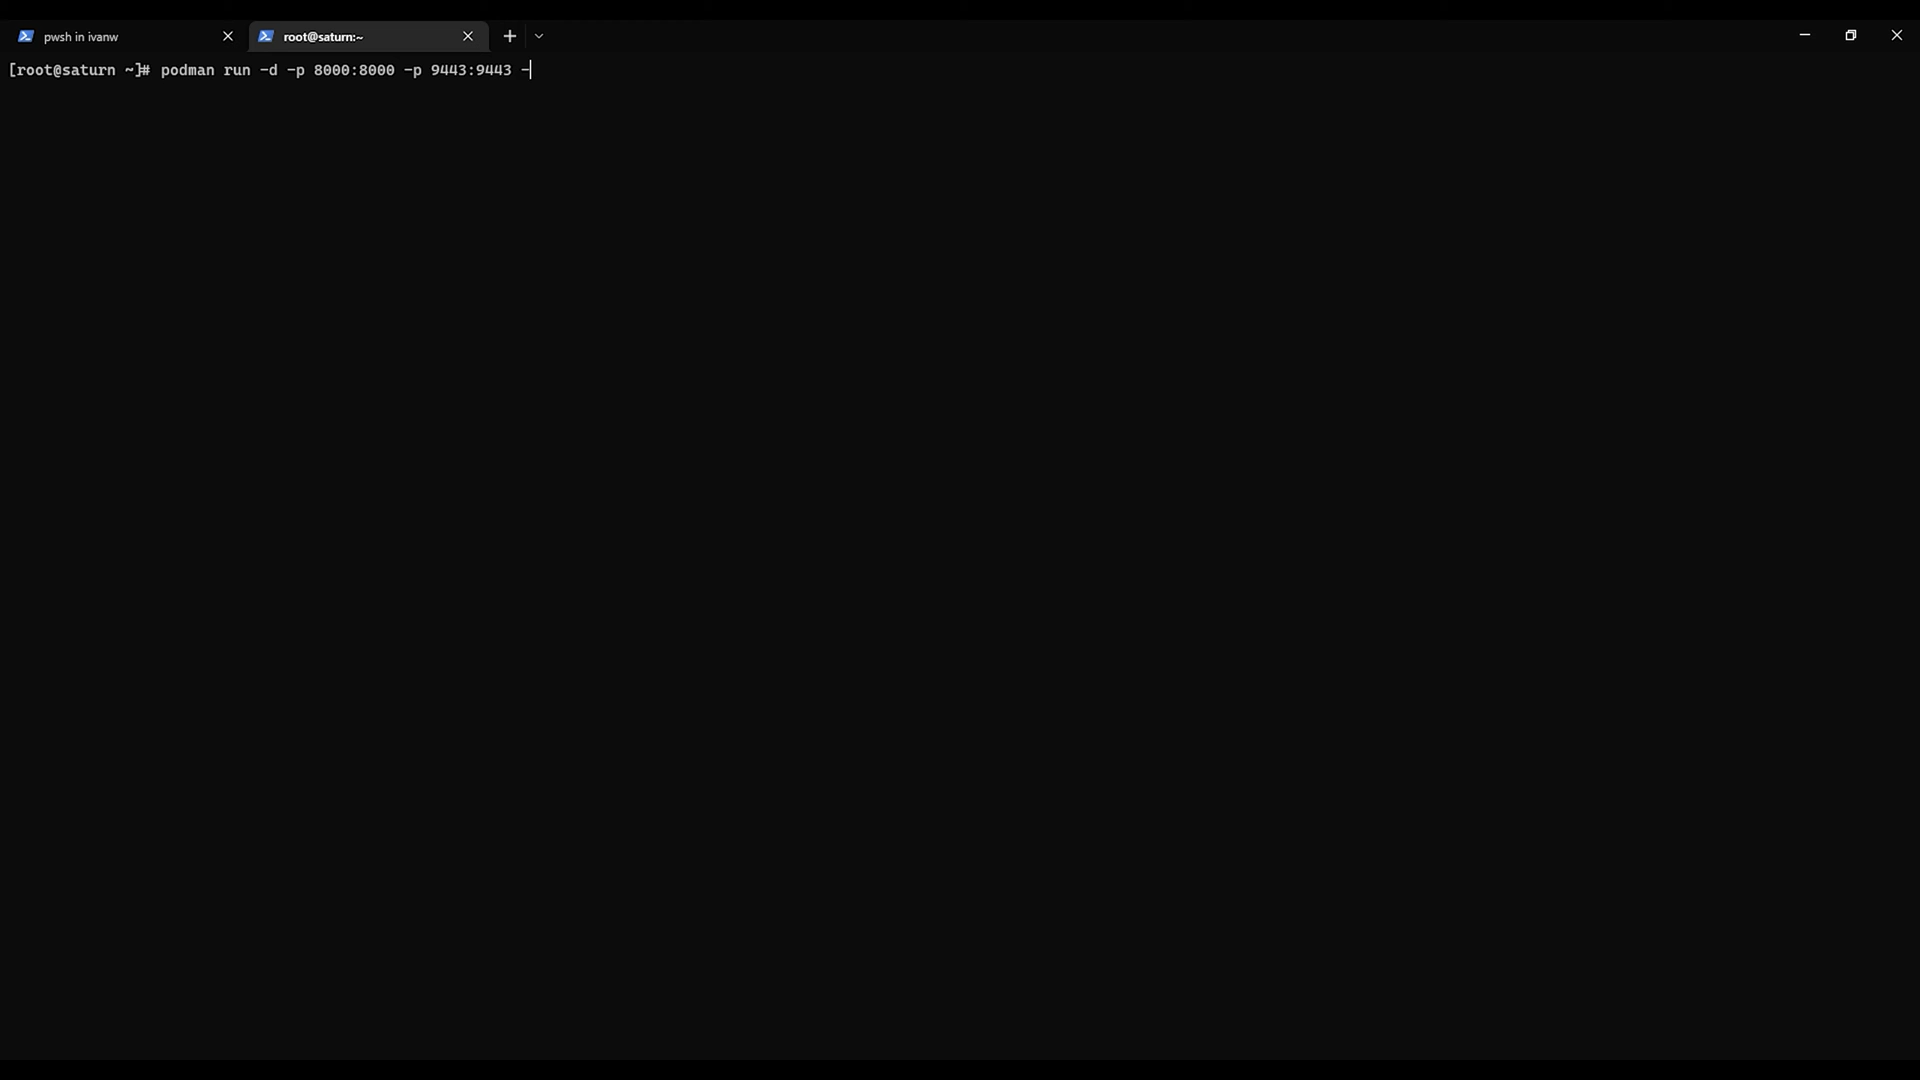 pwsh in ivanw
root@saturn:~
[root@saturn ~]# podman run -d -p 8000:8000 -p 9443:9443 -